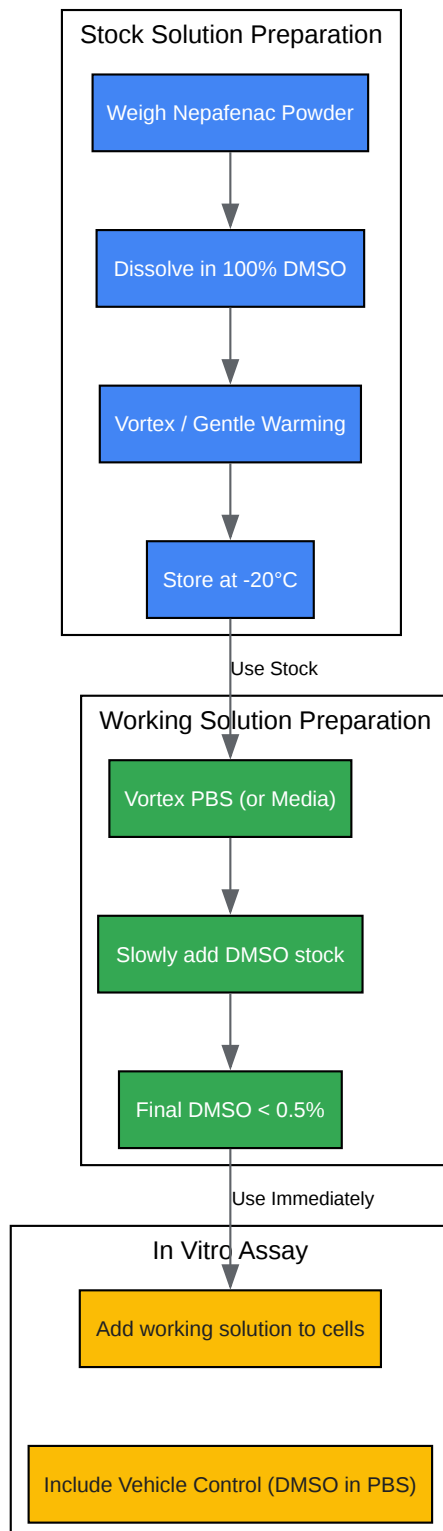 Stock Solution Preparation
Weigh Nepafenac Powder
Dissolve in 100% DMSO
Vortex / Gentle Warming
Store at -20°C
Use Stock
Working Solution Preparation
Vortex PBS (or Media)
Slowly add DMSO stock
Final DMSO < 0.5%
Use Immediately
In Vitro Assay
Add working solution to cells
Include Vehicle Control (DMSO in PBS)